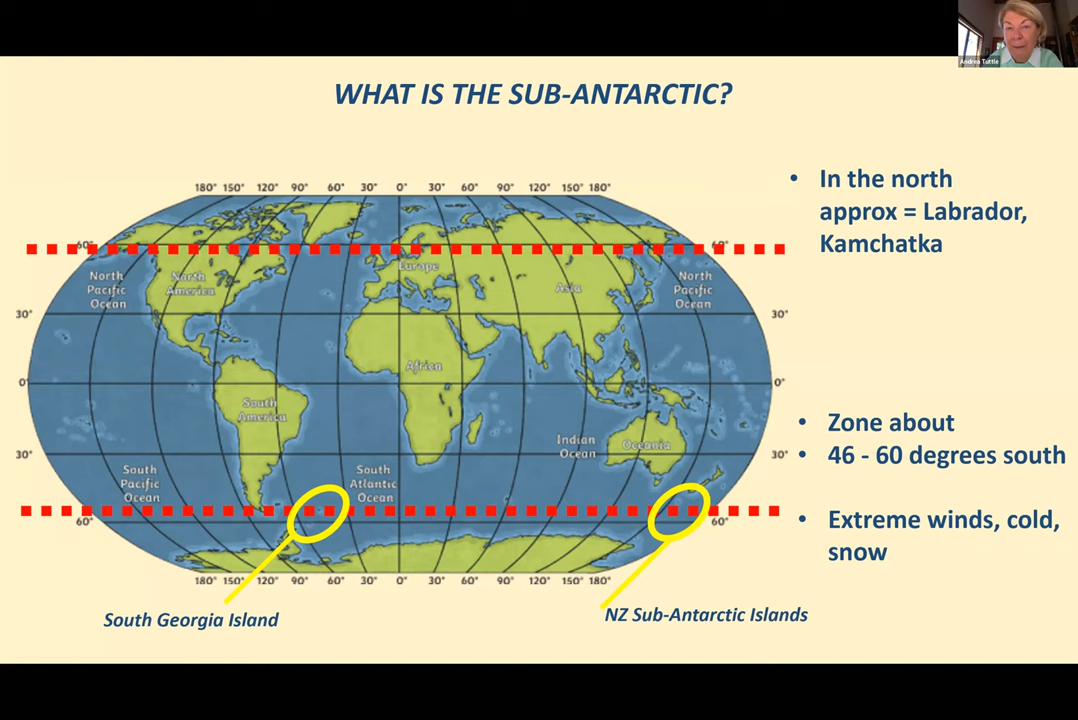 Andrea Tuttle
WHAT IS THE SUB-ANTARCTIC?
180° 150° 120° 90° 60° 30° 0° 30° 60° 90° 120° 150° 180°
• In the north
approx = Labrador,
Kamchatka
60° 60°
North
Pacific
Ocean
North
America
Europe
Asia
North
Pacific
Ocean
30° 30°
Africa
0° 0°
South
America
Indian
Ocean
Oceania
• Zone about
• 46 - 60 degrees south
30° 30°
South
Pacific
Ocean
South
Atlantic
Ocean
60° 60°
• Extreme winds, cold,
snow
180° 150° 120° 90° 60° 30° 0° 30° 60° 90° 120° 150° 180°
South Georgia Island
NZ Sub-Antarctic Islands